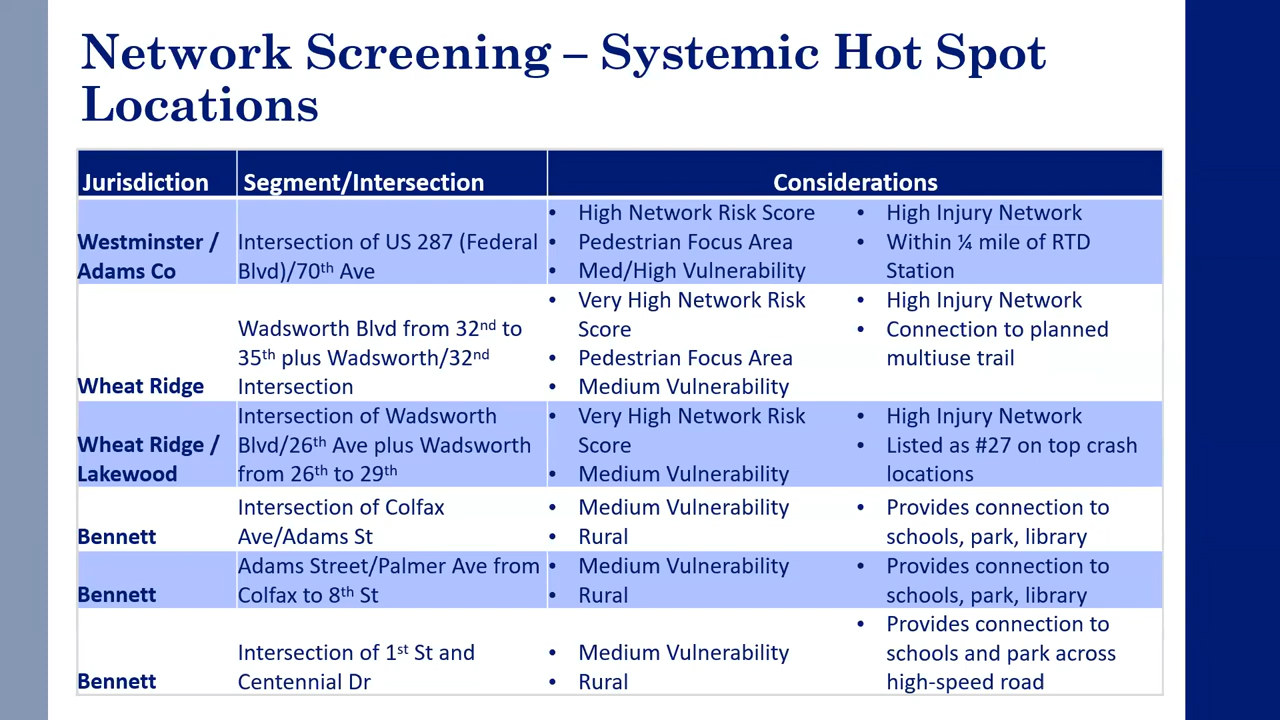 Network Screening – Systemic Hot Spot
Locations
Jurisdiction
Segment/Intersection
Considerations
Westminster /
Adams Co
Intersection of US 287 (Federal
Blvd)/70th Ave
• High Network Risk Score
• Pedestrian Focus Area
• Med/High Vulnerability
• High Injury Network
• Within ¼ mile of RTD
Station
Wheat Ridge
Wadsworth Blvd from 32nd to
35th plus Wadsworth/32nd
Intersection
• Very High Network Risk
Score
• Pedestrian Focus Area
• Medium Vulnerability
• High Injury Network
• Connection to planned
multiuse trail
Wheat Ridge /
Lakewood
Intersection of Wadsworth
Blvd/26th Ave plus Wadsworth
from 26th to 29th
• Very High Network Risk
Score
• Medium Vulnerability
• High Injury Network
• Listed as #27 on top crash
locations
Bennett
Intersection of Colfax
Ave/Adams St
• Medium Vulnerability
• Rural
• Provides connection to
schools, park, library
Bennett
Adams Street/Palmer Ave from
Colfax to 8th St
• Medium Vulnerability
• Rural
• Provides connection to
schools, park, library
Bennett
Intersection of 1st St and
Centennial Dr
• Medium Vulnerability
• Rural
• Provides connection to
schools and park across
high-speed road